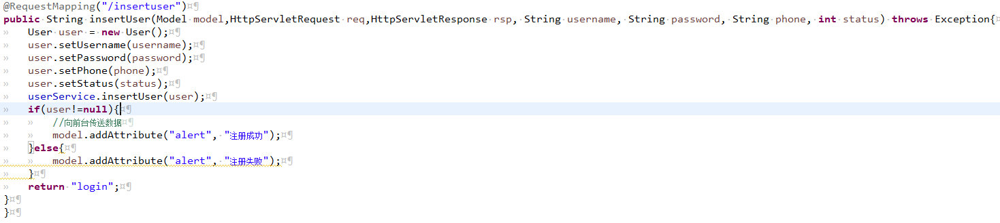 @RequestMapping("/insertuser")¤¶
public·String·insertUser(Model·model,HttpServletRequest·req,HttpServletResponse·rsp,·String·username,·String·password,·String·phone,·int·status)·throws·Exception{¤
»	User·user·=·new·User();¤¶
»	user.setUsername(username);¤¶
»	user.setPassword(password);¤¶
»	user.setPhone(phone);¤¶
»	user.setStatus(status);¤¶
»	userService.insertUser(user);¤¶
»	if(user!=null){¤¶
»	»	//向前台传送数据¤¶
»	»	model.addAttribute("alert",·"注册成功");¤¶
»	}else{¤¶
»	»	model.addAttribute("alert",·"注册失败");¤¶
»	}¤¶
»	return·"login";¤¶
}¤¶
}¤¶